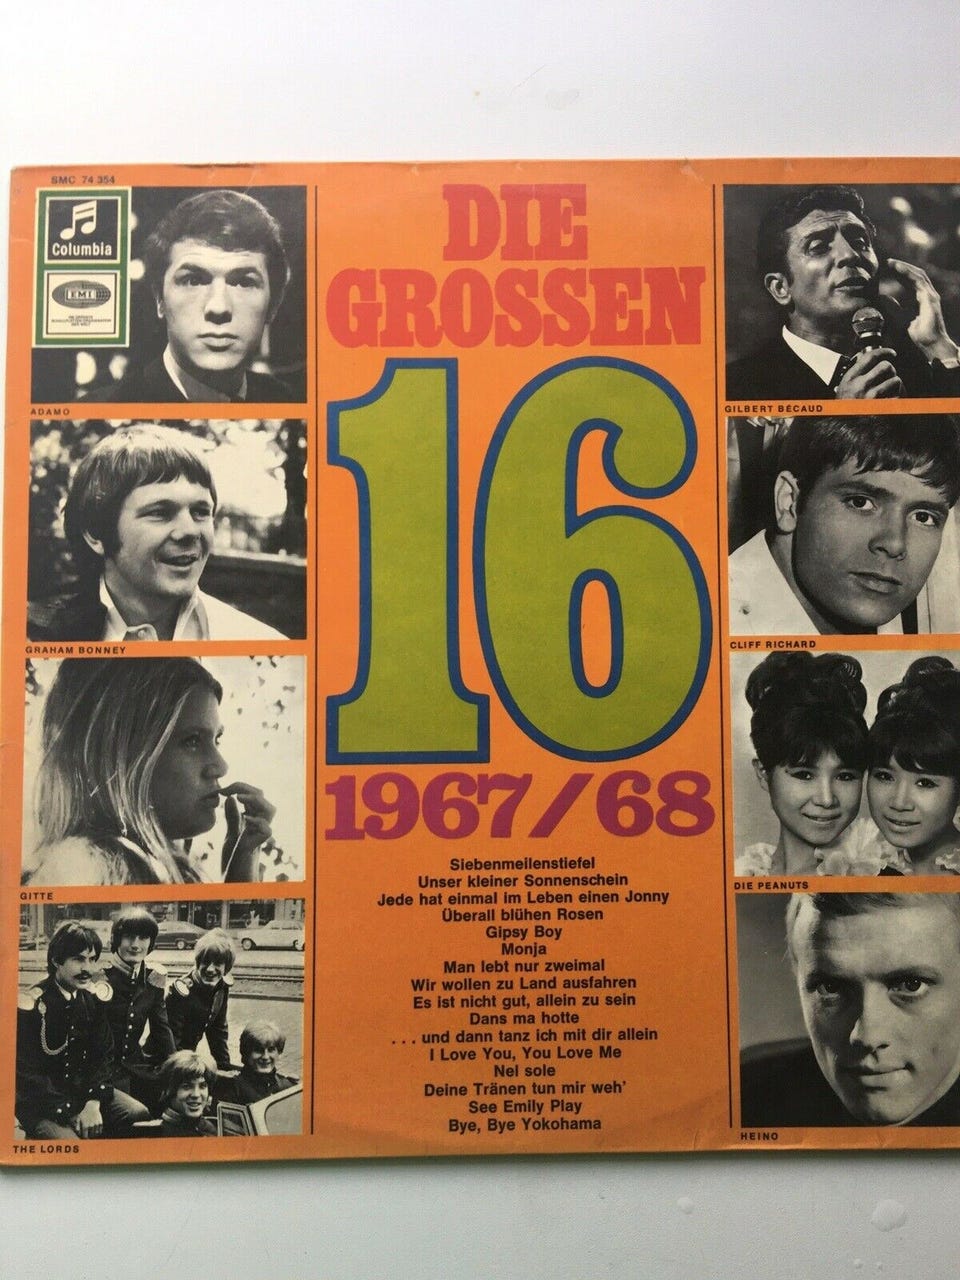 SMC 74 354
Columbia
EMI
DIE
GROSSEN
16
1967/68
ADAMO
GILBERT BÉCAUD
GRAHAM BONNEY
CLIFF RICHARD
GITTE
DIE PEANUTS
THE LORDS
HEINO
Siebenmeilenstiefel
Unser kleiner Sonnenschein
Jede hat einmal im Leben einen Jonny
Überall blühen Rosen
Gipsy Boy
Monja
Man lebt nur zweimal
Wir wollen zu Land ausfahren
Es ist nicht gut, allein zu sein
Dans ma hotte
. . . und dann tanz ich mit dir allein
I Love You, You Love Me
Nel sole
Deine Tränen tun mir weh'
See Emily Play
Bye, Bye Yokohama